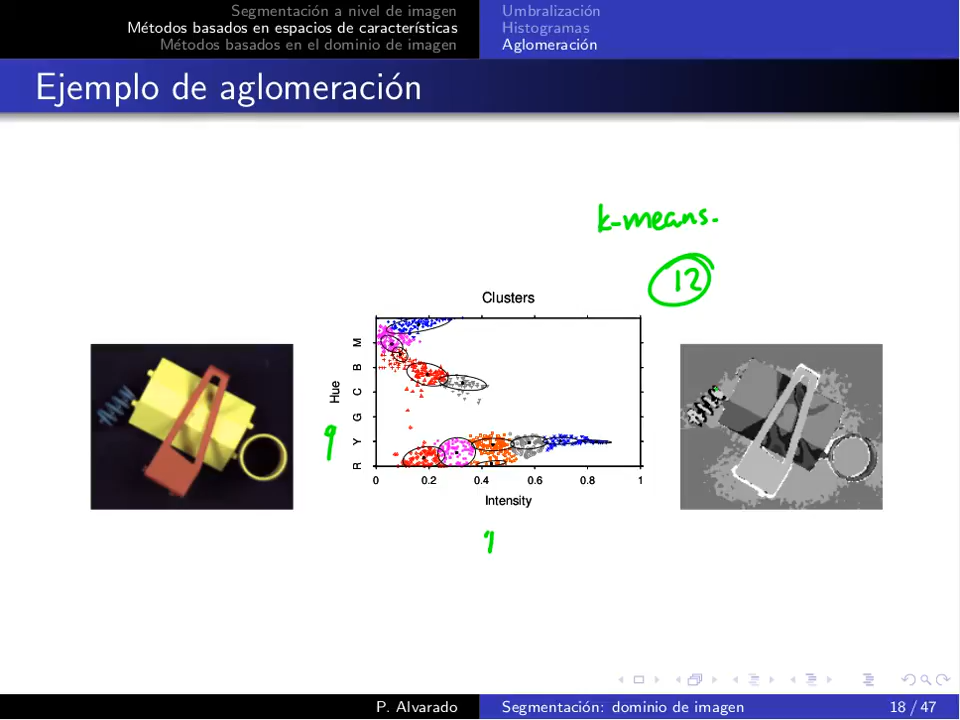 Segmentación a nivel de imagen
Métodos basados en espacios de características
Métodos basados en el dominio de imagen
Umbralización
Histogramas
Aglomeración
Ejemplo de aglomeración
k-means.
12
Clusters
Hue
M
B
C
G
Y
R
0 0.2 0.4 0.6 0.8 1
Intensity
P. Alvarado
Segmentación: dominio de imagen
18 / 47